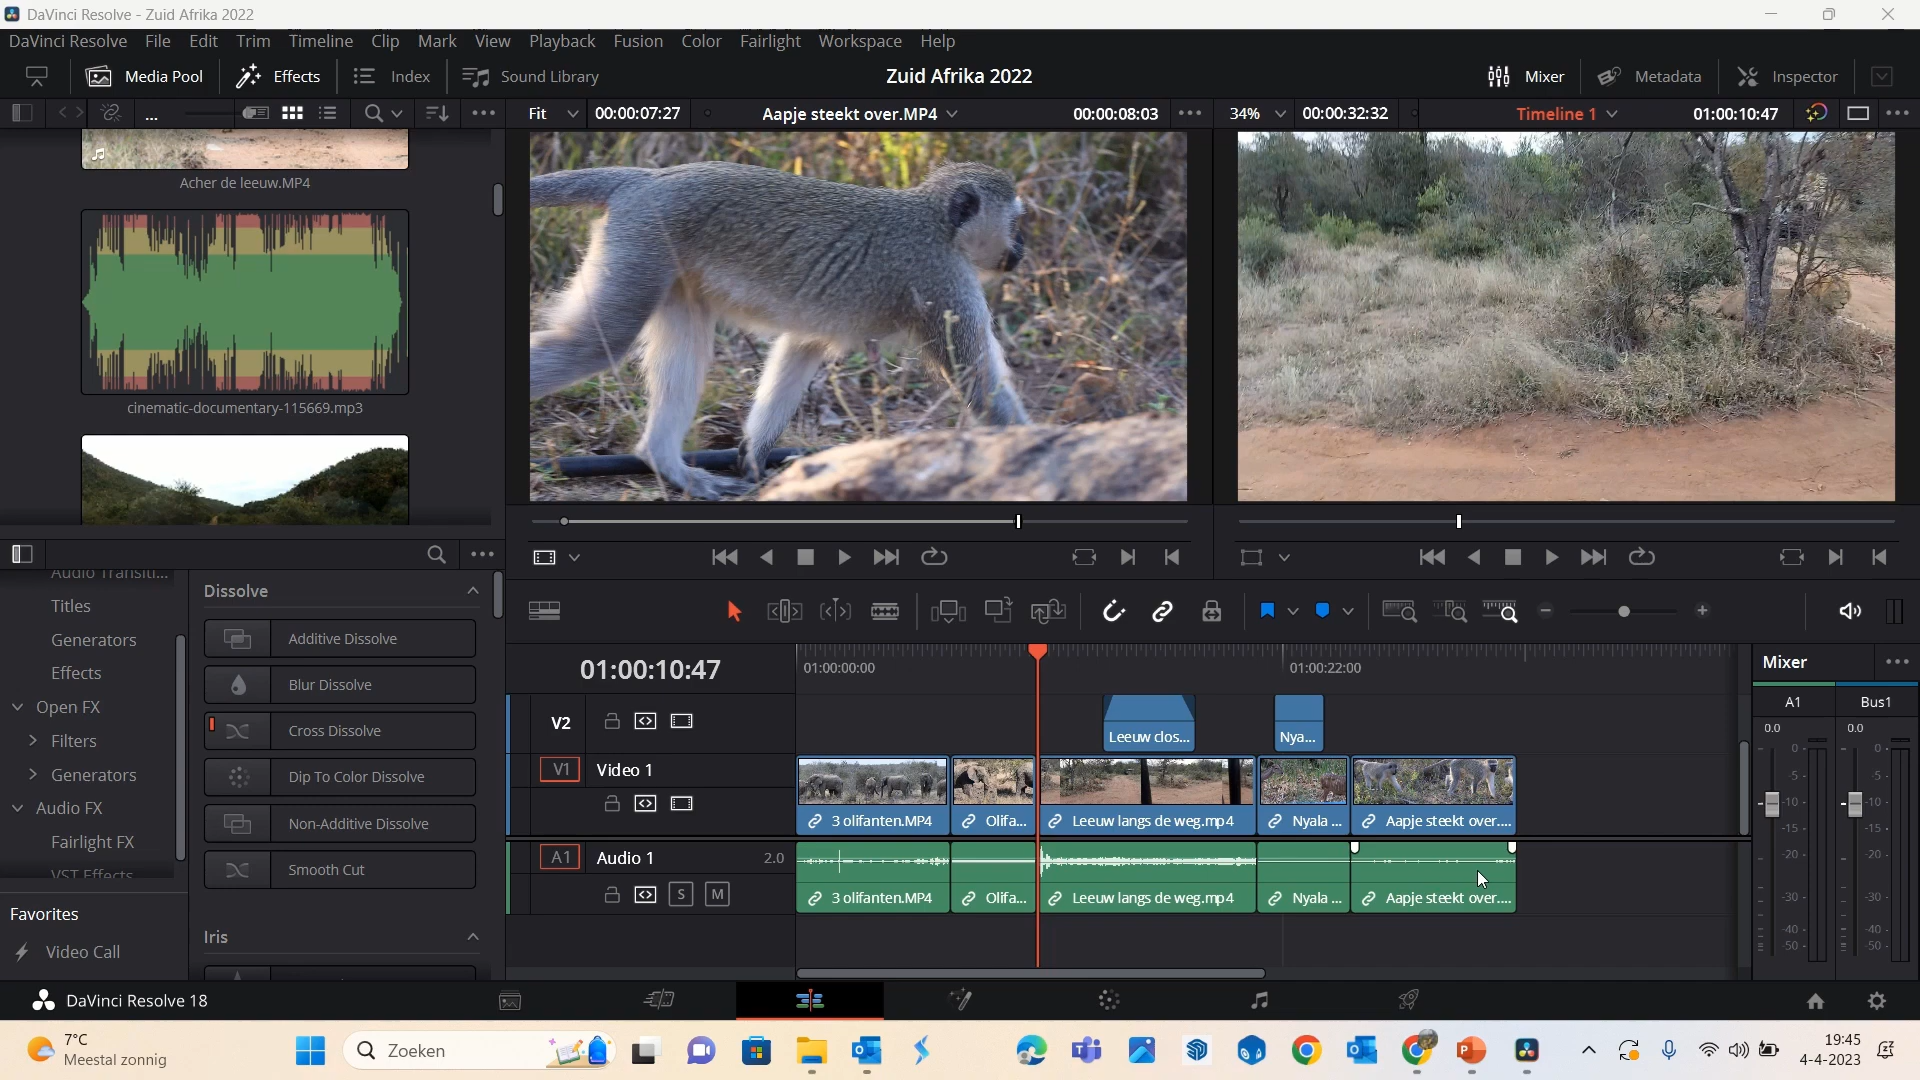 DaVinci Resolve - Zuid Afrika 2022
DaVinci Resolve File Edit Trim Timeline Clip Mark View Playback Fusion Color Fairlight Workspace Help
Media Pool Effects Index Sound Library Zuid Afrika 2022 Mixer Metadata Inspector
... Fit 00:00:07:27 Aapje steekt over.MP4 00:00:08:03 34% 00:00:32:32 Timeline 1 01:00:10:47
Acher de leeuw.MP4
cinematic-documentary-115669.mp3
Audio Transiti...
Titles
Generators
Effects
Open FX
Filters
Generators
Audio FX
Fairlight FX
VST Effects
Favorites
Video Call
Dissolve
Additive Dissolve
Blur Dissolve
Cross Dissolve
Dip To Color Dissolve
Non-Additive Dissolve
Smooth Cut
Iris
01:00:10:47 01:00:00:00 01:00:22:00
V2 Leeuw clos... Nya...
V1 Video 1
3 olifanten.MP4 Olifa... Leeuw langs de weg.mp4 Nyala ... Aapje steekt over....
A1 Audio 1 2.0
S M 3 olifanten.MP4 Olifa... Leeuw langs de weg.mp4 Nyala ... Aapje steekt over....
Mixer
A1 Bus1
0.0 0.0
0 0
-5 -5
-10 -10
-15 -15
-20 -20
-30 -30
-40 -40
-50 -50
DaVinci Resolve 18
7°C
Meestal zonnig
Zoeken
19:45
4-4-2023